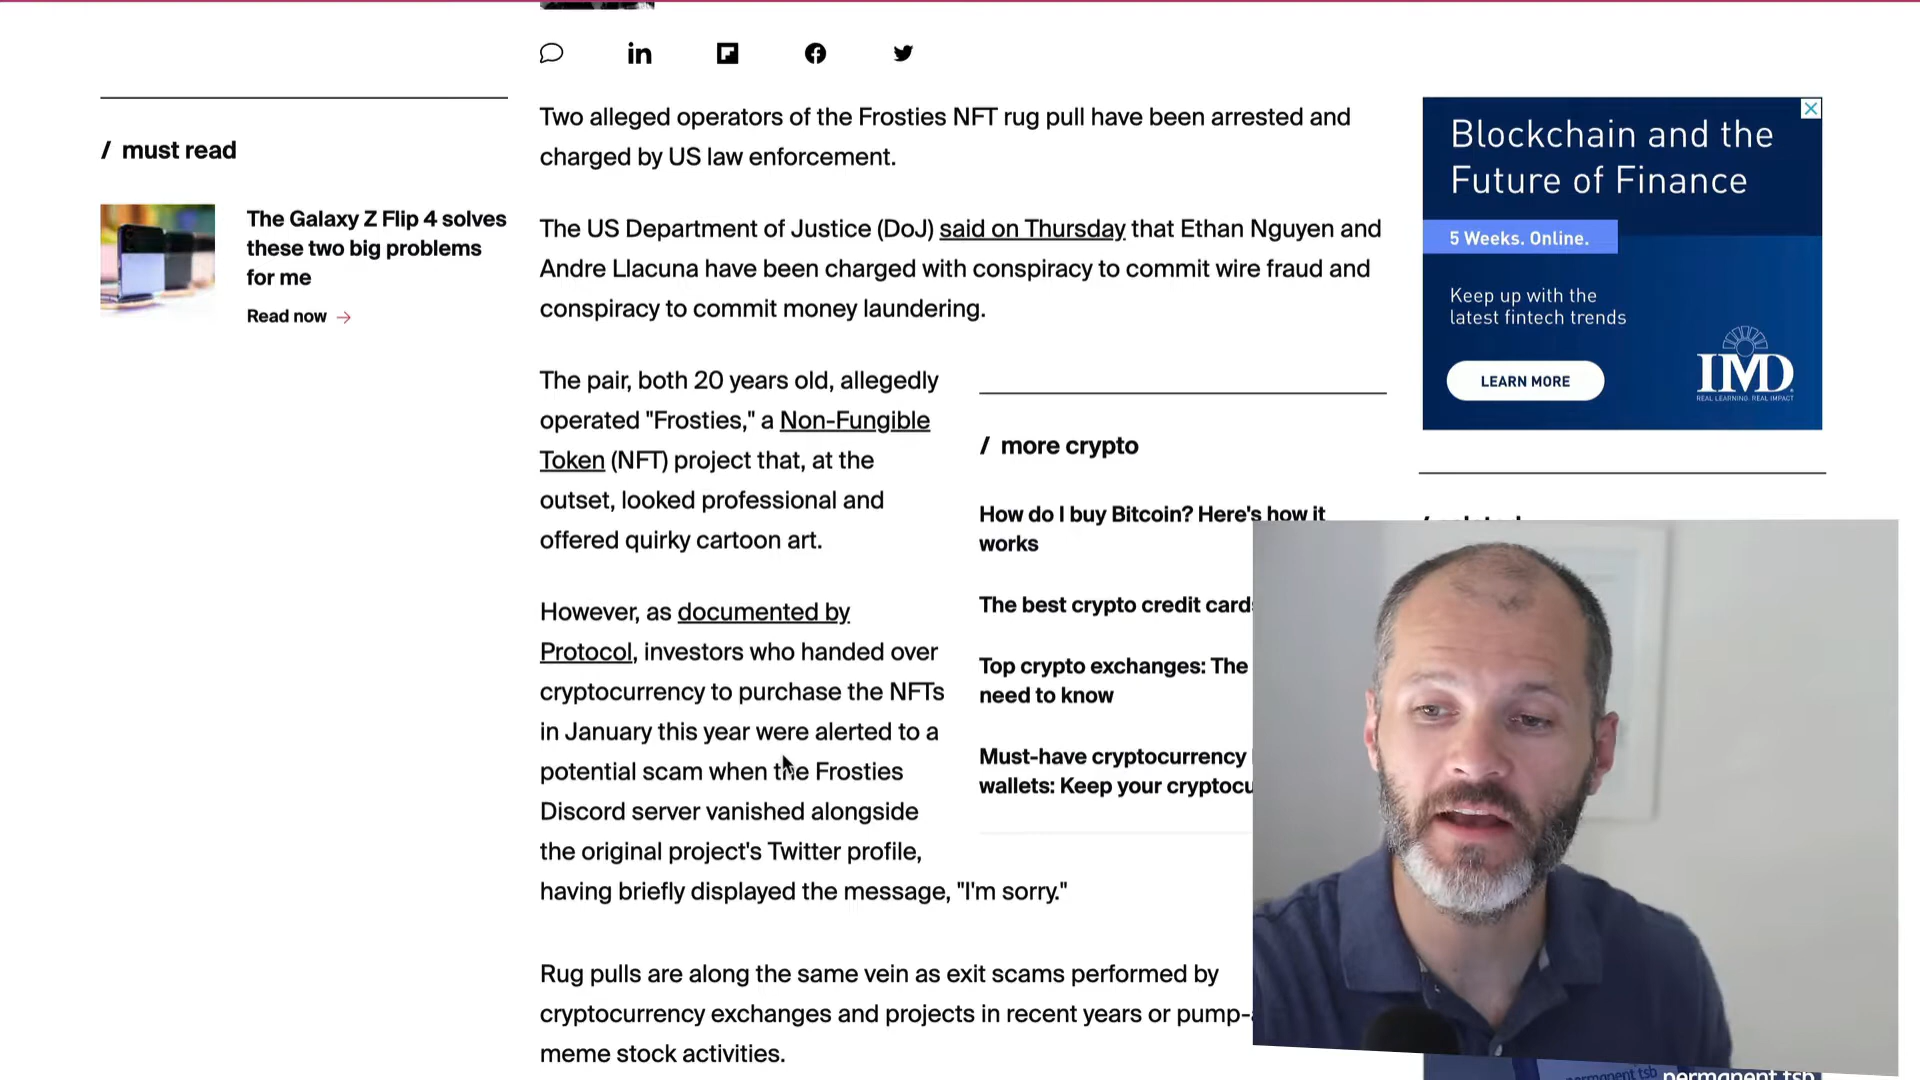 Two alleged operators of the Frosties NFT rug pull have been arrested and
charged by US law enforcement.
/ must read
The Galaxy Z Flip 4 solves
these two big problems
for me
Read now →
The US Department of Justice (DoJ) said on Thursday that Ethan Nguyen and
Andre Llacuna have been charged with conspiracy to commit wire fraud and
conspiracy to commit money laundering.
The pair, both 20 years old, allegedly
operated "Frosties," a Non-Fungible
Token (NFT) project that, at the
outset, looked professional and
offered quirky cartoon art.
However, as documented by
Protocol, investors who handed over
cryptocurrency to purchase the NFTs
in January this year were alerted to a
potential scam when the Frosties
Discord server vanished alongside
the original project's Twitter profile,
having briefly displayed the message, "I'm sorry."
Rug pulls are along the same vein as exit scams performed by
cryptocurrency exchanges and projects in recent years or pump-
meme stock activities.
/ more crypto
How do I buy Bitcoin? Here's how it
works
The best crypto credit card
Top crypto exchanges: The
need to know
Must-have cryptocurrency
wallets: Keep your
Blockchain and the
Future of Finance
5 Weeks. Online.
Keep up with the
latest fintech trends
LEARN MORE
IMD
REAL LEARNING. REAL IMPACT
permanent tsb
permanent tsb